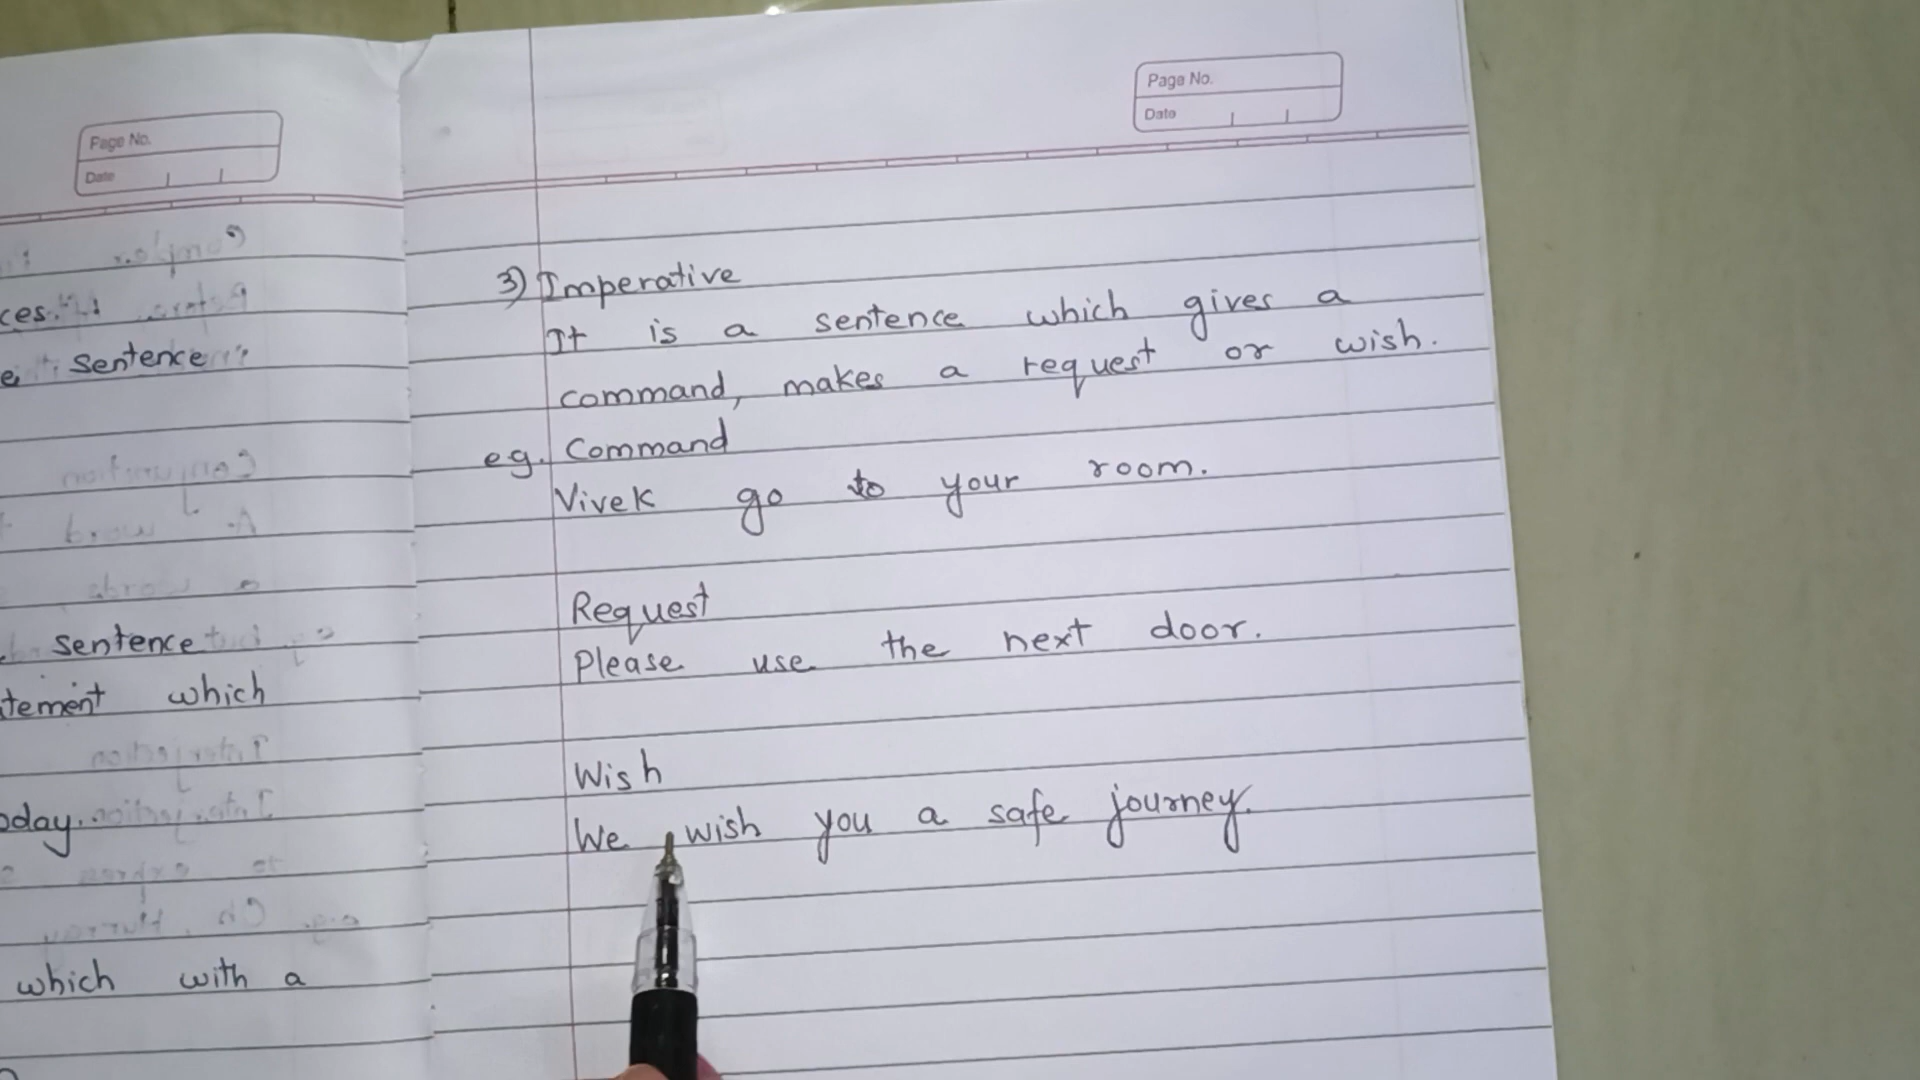 Page No.
Date
ces.
e sentence
sentence
tement which
oday.
which with a
Page No.
Date
3) Imperative
It is a sentence which gives a
command, makes a request or wish.
eg. Command
Vivek go to your room.
Request
Please use the next door.
Wish
We wish you a safe journey.